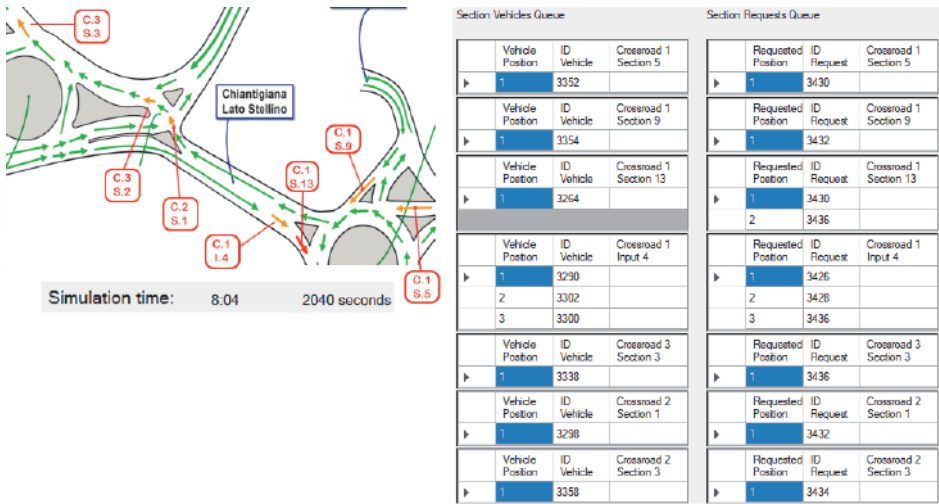 C.3
S.3
Chiantigiana
Lato Stellino
C.1
S.9
C.1
S.13
C.3
S.2
C.2
S.1
C.1
I.4
C.1
S.5
Simulation time: 8:04 2040 seconds
Section Vehicles Queue
Vehicle Position ID Vehicle Crossroad 1 Section 5
1 3352
Vehicle Position ID Vehicle Crossroad 1 Section 9
1 3354
Vehicle Position ID Vehicle Crossroad 1 Section 13
1 3264
Vehicle Position ID Vehicle Crossroad 1 Input 4
1 3290
2 3302
3 3300
Vehicle Position ID Vehicle Crossroad 3 Section 3
1 3338
Vehicle Position ID Vehicle Crossroad 2 Section 1
1 3298
Vehicle Position ID Vehicle Crossroad 2 Section 3
1 3358
Section Requests Queue
Requested Position ID Request Crossroad 1 Section 5
1 3430
Requested Position ID Request Crossroad 1 Section 9
1 3432
Requested Position ID Request Crossroad 1 Section 13
1 3430
2 3436
Requested Position ID Request Crossroad 1 Input 4
1 3426
2 3428
3 3436
Requested Position ID Request Crossroad 3 Section 3
1 3436
Requested Position ID Request Crossroad 2 Section 1
1 3432
Requested Position ID Request Crossroad 2 Section 3
1 3434